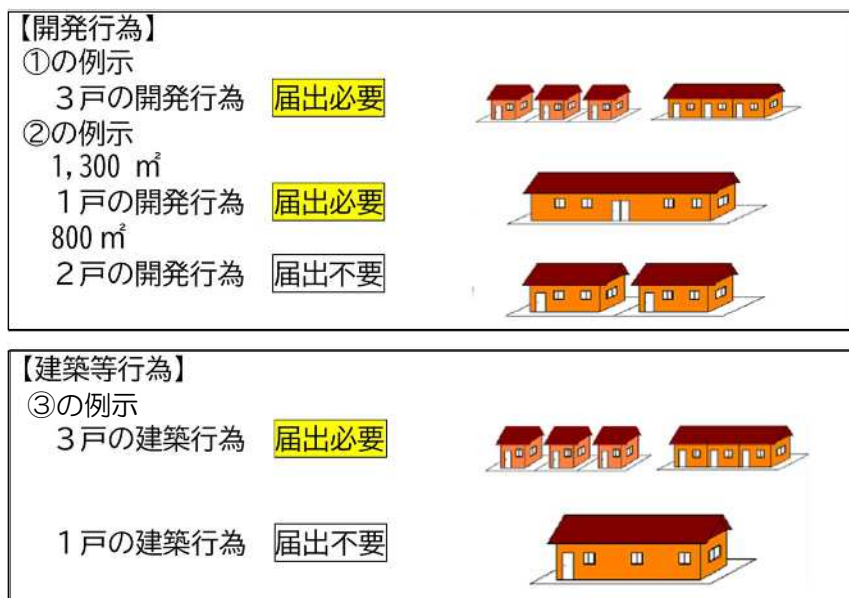 【開発行為】
①の例示
３戸の開発行為 届出必要
②の例示
1,300 ㎡
１戸の開発行為 届出必要
800㎡
２戸の開発行為 届出不要
【建築等行為】
③の例示
３戸の建築行為 届出必要
１戸の建築行為 届出不要